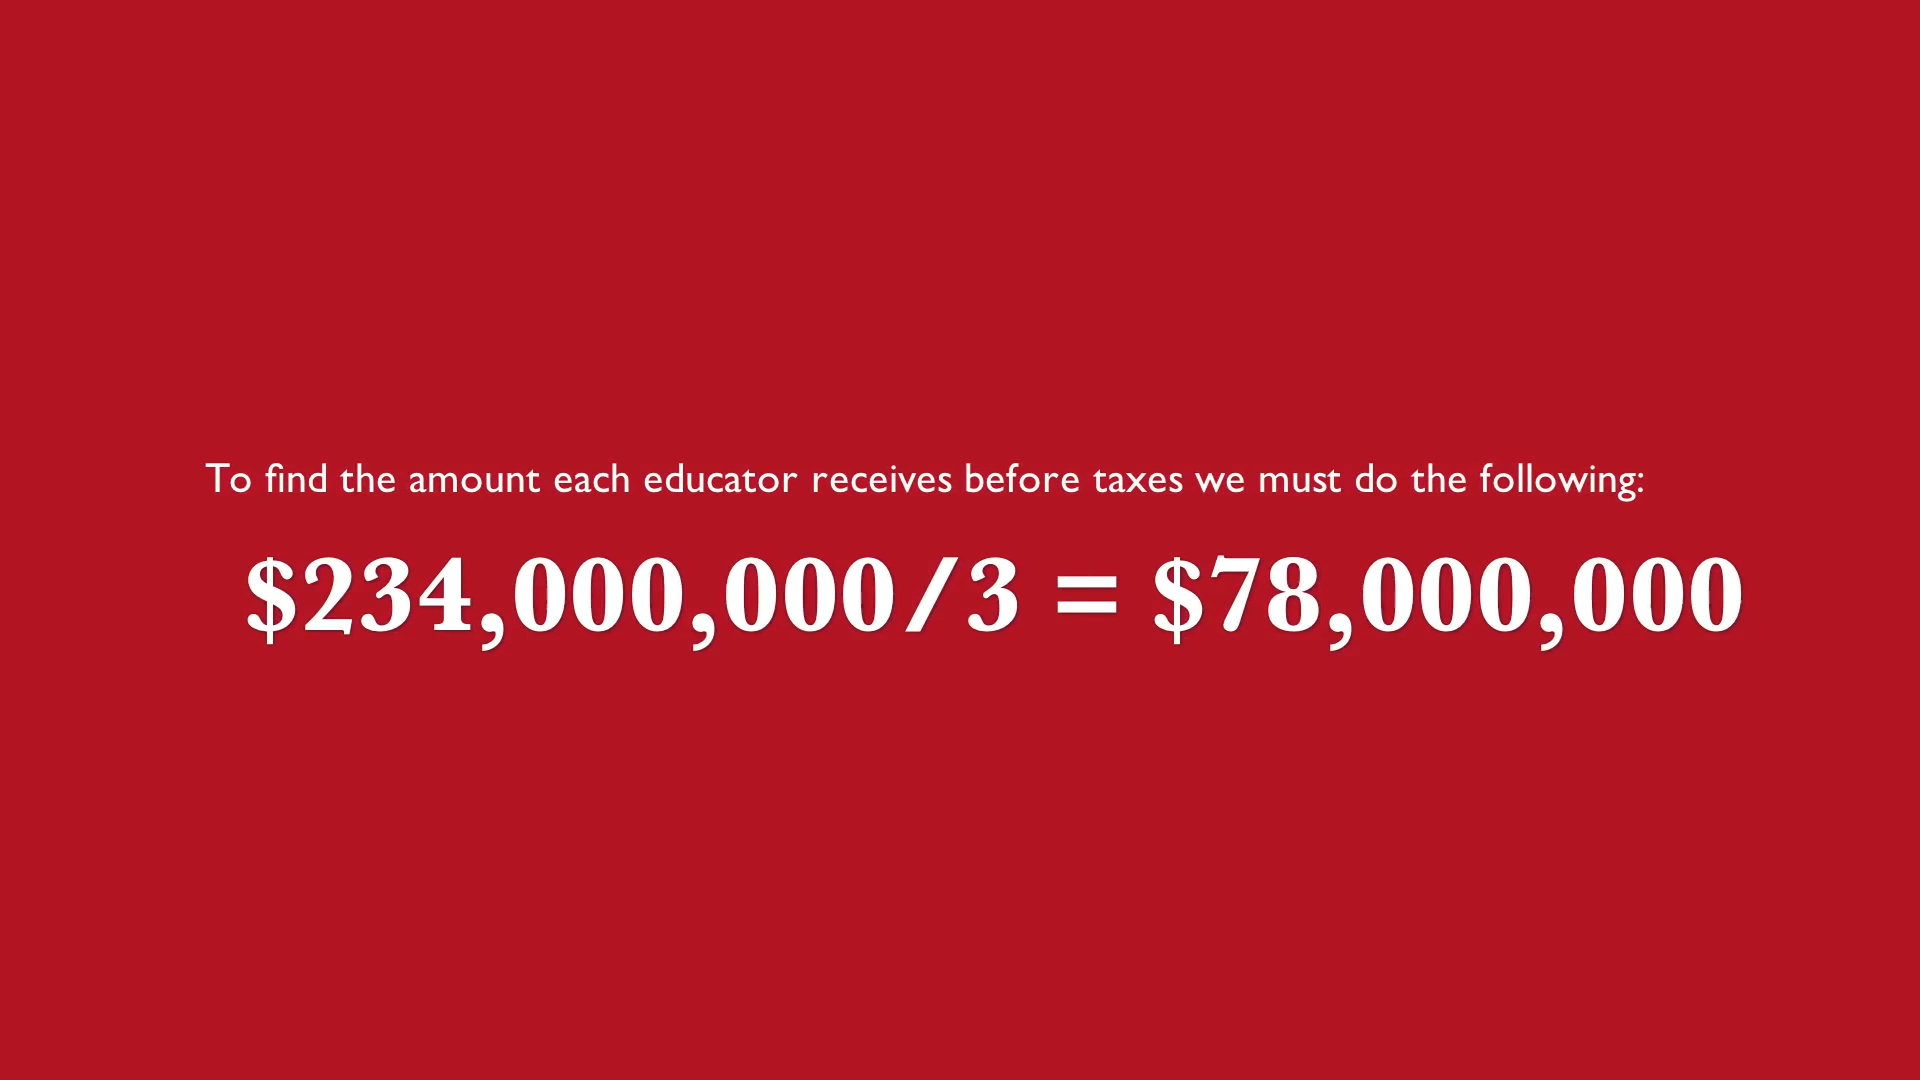 To find the amount each educator receives before taxes we must do the following:
$234,000,000/3 = $78,000,000